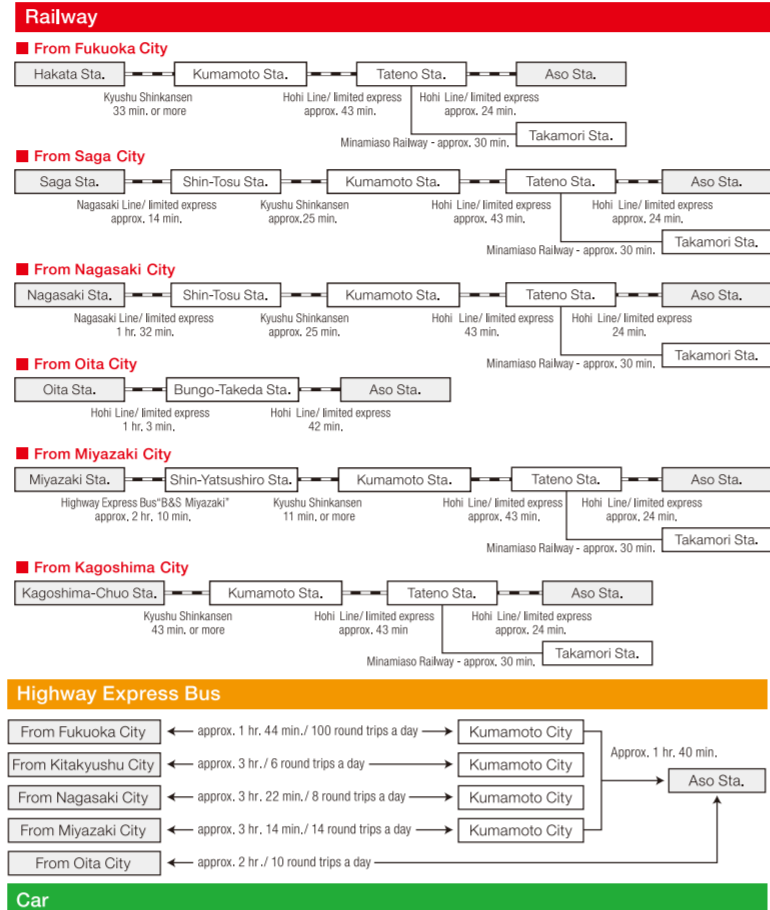 Railway
■ From Fukuoka City
Hakata Sta. Kumamoto Sta. Tateno Sta. Aso Sta.
Kyushu Shinkansen Hohi Line/ limited express Hohi Line/ limited express
33 min. or more approx. 43 min. approx. 24 min.
Minamiaso Railway - approx. 30 min. Takamori Sta.
■ From Saga City
Saga Sta. Shin-Tosu Sta. Kumamoto Sta. Tateno Sta. Aso Sta.
Nagasaki Line/ limited express Kyushu Shinkansen Hohi Line/ limited express Hohi Line/ limited express
approx. 14 min. approx.25 min. approx. 43 min. approx. 24 min.
Minamiaso Railway - approx. 30 min. Takamori Sta.
■ From Nagasaki City
Nagasaki Sta. Shin-Tosu Sta. Kumamoto Sta. Tateno Sta. Aso Sta.
Nagasaki Line/ limited express Kyushu Shinkansen Hohi Line/ limited express Hohi Line/ limited express
1 hr. 32 min. approx. 25 min. 43 min. 24 min.
Minamiaso Railway - approx. 30 min. Takamori Sta.
■ From Oita City
Oita Sta. Bungo-Takeda Sta. Aso Sta.
Hohi Line/ limited express Hohi Line/ limited express
1 hr. 3 min. 42 min.
■ From Miyazaki City
Miyazaki Sta. Shin-Yatsushiro Sta. Kumamoto Sta. Tateno Sta. Aso Sta.
Highway Express Bus"B&S Miyazaki" Kyushu Shinkansen Hohi Line/ limited express Hohi Line/ limited express
approx. 2 hr. 10 min. 11 min. or more approx. 43 min. approx. 24 min.
Minamiaso Railway - approx. 30 min. Takamori Sta.
■ From Kagoshima City
Kagoshima-Chuo Sta. Kumamoto Sta. Tateno Sta. Aso Sta.
Kyushu Shinkansen Hohi Line/ limited express Hohi Line/ limited express
43 min. or more approx. 43 min approx. 24 min.
Minamiaso Railway - approx. 30 min. Takamori Sta.
Highway Express Bus
From Fukuoka City approx. 1 hr. 44 min./ 100 round trips a day Kumamoto City
Approx. 1 hr. 40 min.
From Kitakyushu City approx. 3 hr./ 6 round trips a day Kumamoto City
Aso Sta.
From Nagasaki City approx. 3 hr. 22 min./ 8 round trips a day Kumamoto City
From Miyazaki City approx. 3 hr. 14 min./ 14 round trips a day Kumamoto City
From Oita City approx. 2 hr./ 10 round trips a day
Car